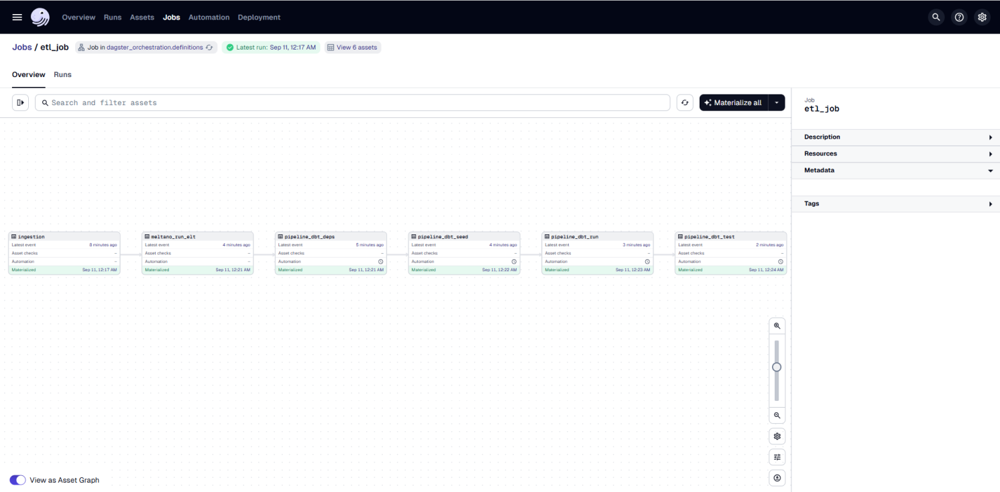 Overview Runs Assets Jobs Automation Deployment
Jobs / etl_job Job in dagster_orchestration.definitions Latest run: Sep 11, 12:17 AM View 6 assets
Overview Runs
Search and filter assets Materialize all
Job
etl_job
Description
Resources
Metadata
Tags
ingestion
Latest event 8 minutes ago
Asset checks –
Automation –
Materialized Sep 11, 12:17 AM
meltano_run_elt
Latest event 4 minutes ago
Asset checks –
Automation –
Materialized Sep 11, 12:21 AM
pipeline_dbt_deps
Latest event 5 minutes ago
Asset checks –
Automation
Materialized Sep 11, 12:21 AM
pipeline_dbt_seed
Latest event 4 minutes ago
Asset checks –
Automation
Materialized Sep 11, 12:22 AM
pipeline_dbt_run
Latest event 3 minutes ago
Asset checks –
Automation
Materialized Sep 11, 12:23 AM
pipeline_dbt_test
Latest event 2 minutes ago
Asset checks –
Automation
Materialized Sep 11, 12:24 AM
View as Asset Graph